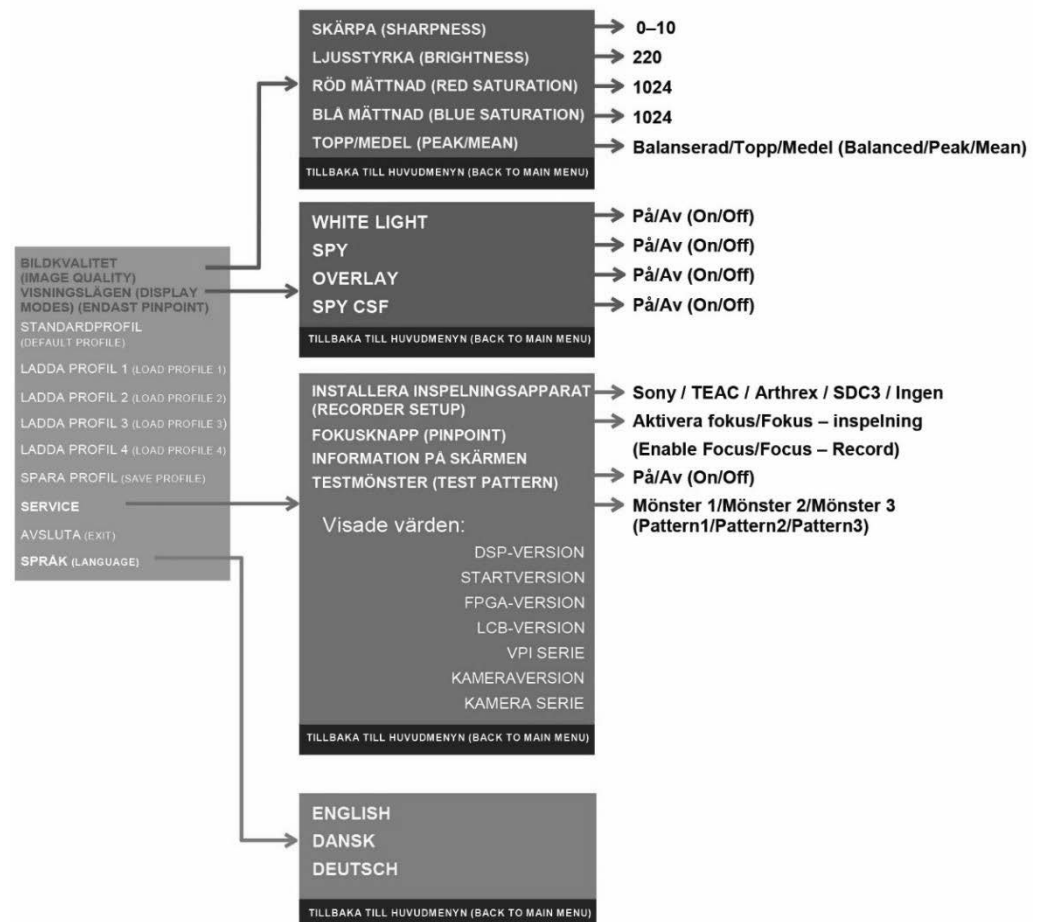 BILDKVALITET
(IMAGE QUALITY)
VISNINGSLÄGEN (DISPLAY
MODES) (ENDAST PINPOINT)
STANDARDPROFIL
(DEFAULT PROFILE)
LADDA PROFIL 1 (LOAD PROFILE 1)
LADDA PROFIL 2 (LOAD PROFILE 2)
LADDA PROFIL 3 (LOAD PROFILE 3)
LADDA PROFIL 4 (LOAD PROFILE 4)
SPARA PROFIL (SAVE PROFILE)
SERVICE
AVSLUTA (EXIT)
SPRÅK (LANGUAGE)
SKÄRPA (SHARPNESS) 0–10
LJUSSTYRKA (BRIGHTNESS) 220
RÖD MÄTTNAD (RED SATURATION) 1024
BLÅ MÄTTNAD (BLUE SATURATION) 1024
TOPP/MEDEL (PEAK/MEAN) Balanserad/Topp/Medel (Balanced/Peak/Mean)
TILLBAKA TILL HUVUDMENYN (BACK TO MAIN MENU)
WHITE LIGHT På/Av (On/Off)
SPY På/Av (On/Off)
OVERLAY På/Av (On/Off)
SPY CSF På/Av (On/Off)
TILLBAKA TILL HUVUDMENYN (BACK TO MAIN MENU)
INSTALLERA INSPELNINGSAPPARAT Sony / TEAC / Arthrex / SDC3 / Ingen
(RECORDER SETUP)
FOKUSKNAPP (PINPOINT) Aktivera fokus/Fokus – inspelning
(Enable Focus/Focus – Record)
INFORMATION PÅ SKÄRMEN På/Av (On/Off)
TESTMÖNSTER (TEST PATTERN) Mönster 1/Mönster 2/Mönster 3
(Pattern1/Pattern2/Pattern3)
Visade värden:
DSP-VERSION
STARTVERSION
FPGA-VERSION
LCB-VERSION
VPI SERIE
KAMERAVERSION
KAMERA SERIE
TILLBAKA TILL HUVUDMENYN (BACK TO MAIN MENU)
ENGLISH
DANSK
DEUTSCH
TILLBAKA TILL HUVUDMENYN (BACK TO MAIN MENU)